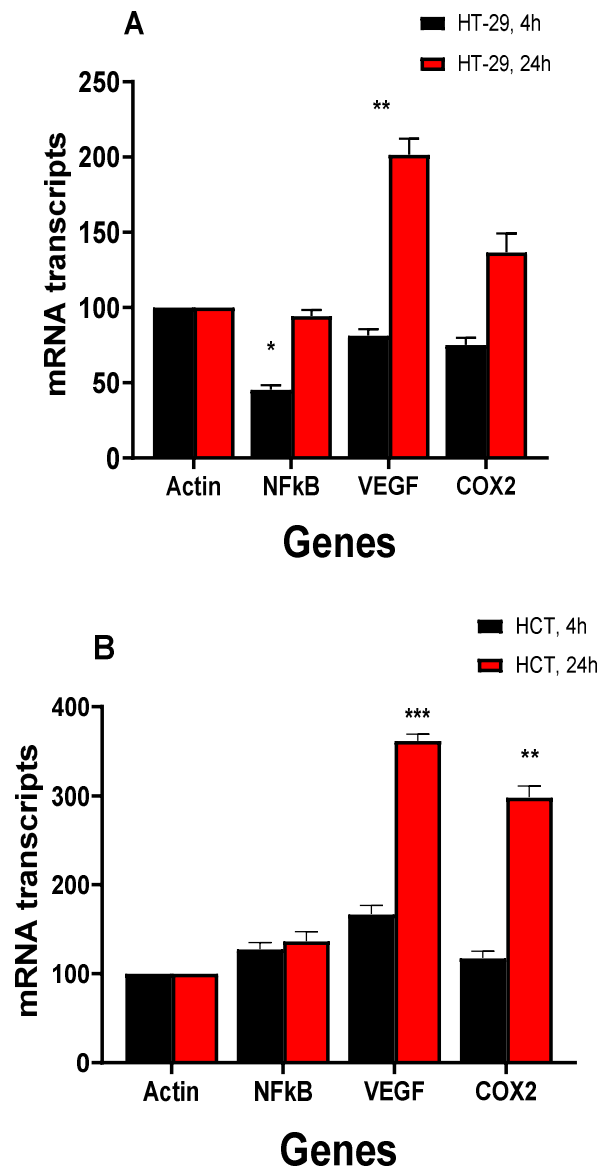 A
HT-29, 4h
HT-29, 24h
mRNA transcripts
250
200
150
100
50
0
**
*
Actin NFkB VEGF COX2
Genes
B
HCT, 4h
HCT, 24h
mRNA transcripts
400
300
200
100
0
***
**
Actin NFkB VEGF COX2
Genes